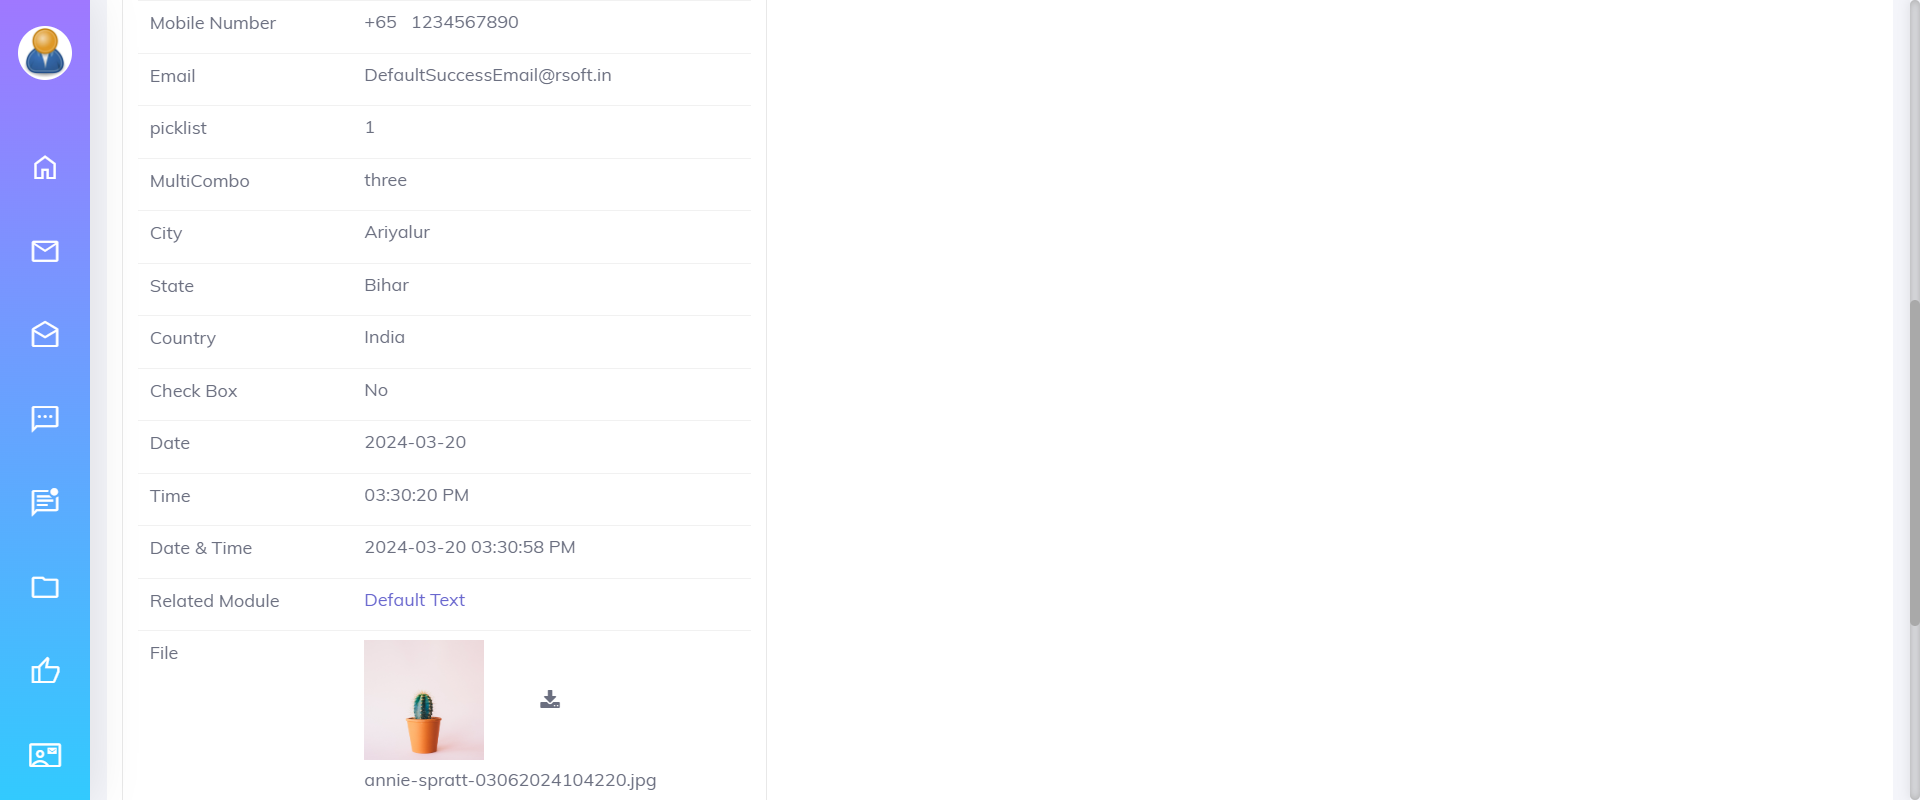 Mobile Number +65 1234567890
Email DefaultSuccessEmail@rsoft.in
picklist 1
MultiCombo three
City Ariyalur
State Bihar
Country India
Check Box No
Date 2024-03-20
Time 03:30:20 PM
Date & Time 2024-03-20 03:30:58 PM
Related Module Default Text
File
annie-spratt-03062024104220.jpg